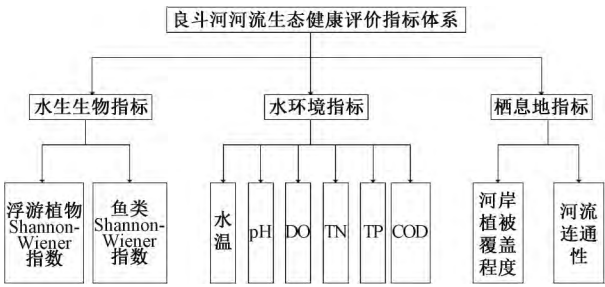 良斗河河流生态健康评价指标体系
水生生物指标
水环境指标
栖息地指标
浮游植物
Shannon-
Wiener
指数
鱼类
Shannon-
Wiener
指数
水
温
pH
DO
TN
TP
COD
河岸
植被
覆盖
程度
河流
连通
性